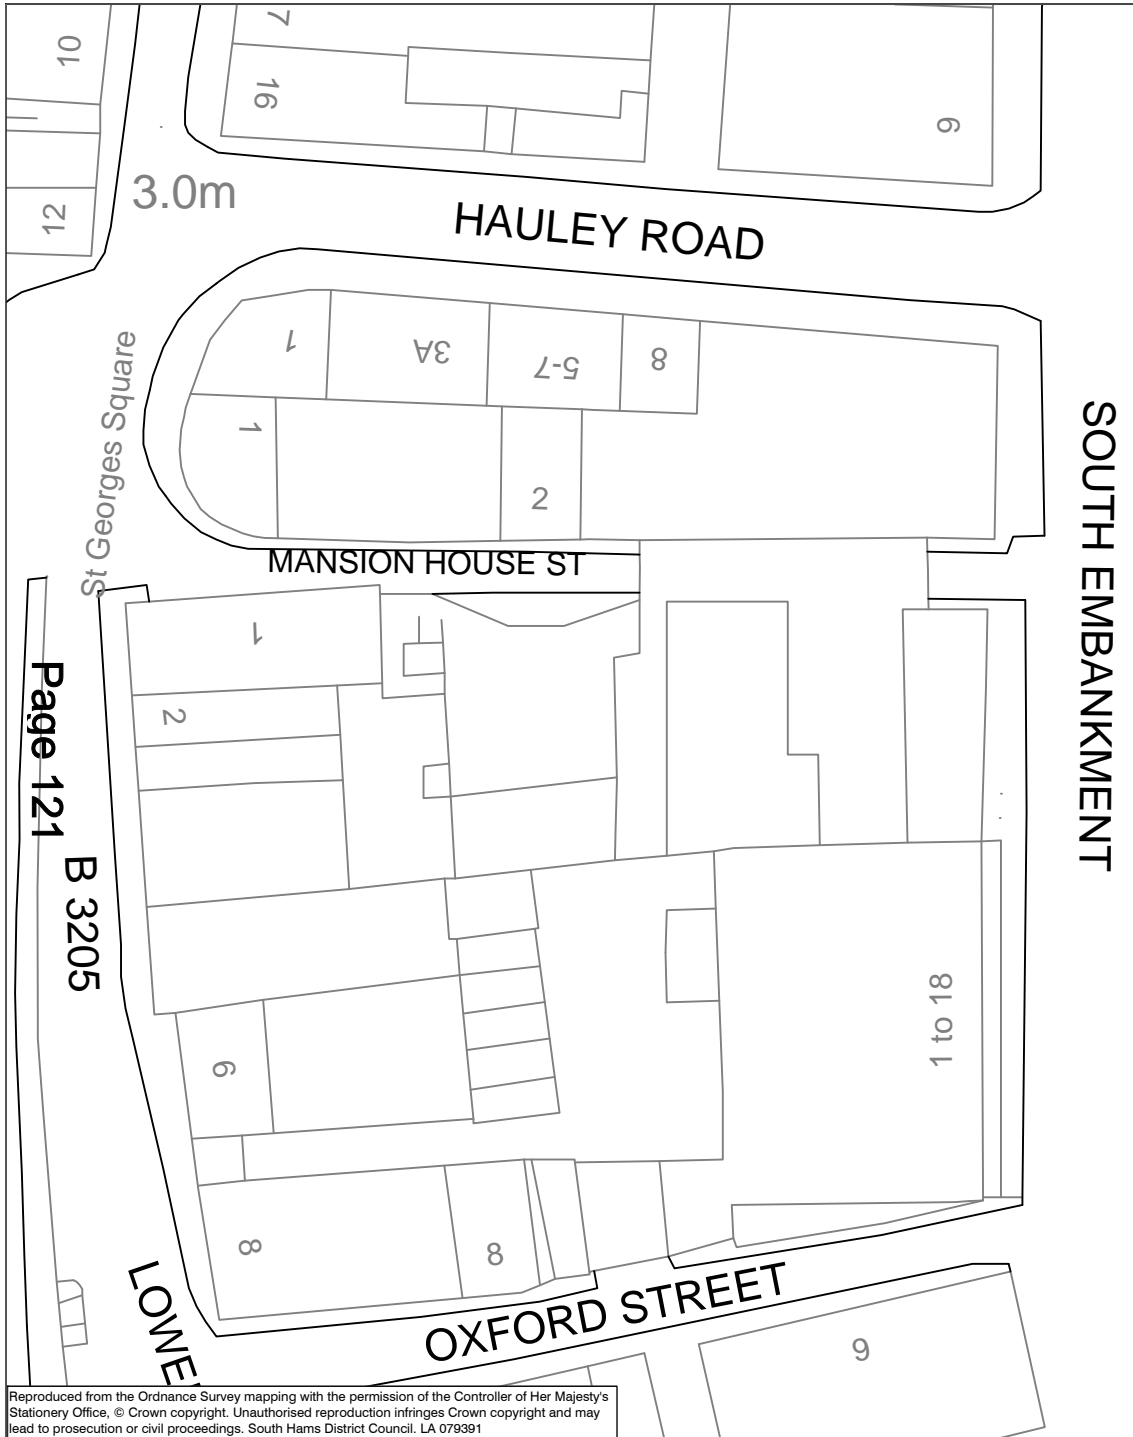 10
7
16
6
3.0m
12
HAULEY ROAD
St Georges Square
1
3A
5-7
8
1
2
SOUTH EMBANKMENT
MANSION HOUSE ST
1
2
Page 121
B 3205
1 to 18
6
8
8
LOWE
OXFORD STREET
9
Reproduced from the Ordnance Survey mapping with the permission of the Controller of Her Majesty's
Stationery Office, © Crown copyright. Unauthorised reproduction infringes Crown copyright and may
lead to prosecution or civil proceedings. South Hams District Council. LA 079391